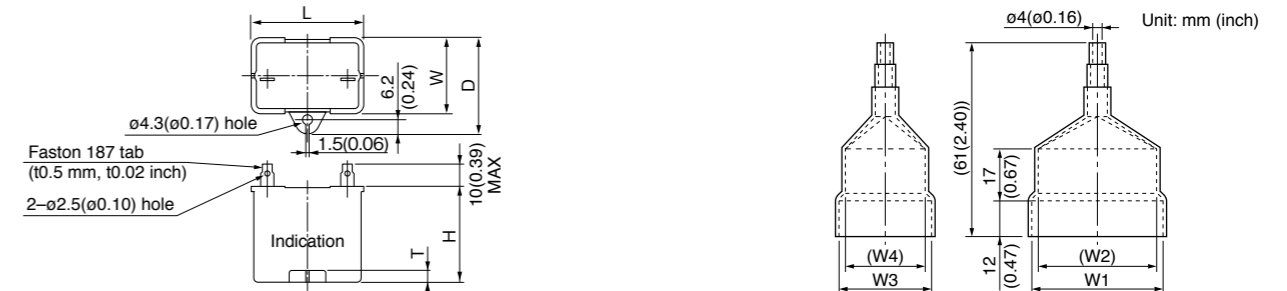 L
W
D
6.2
(0.24)
ø4.3(ø0.17) hole
1.5(0.06)
Faston 187 tab
(t0.5 mm, t0.02 inch)
2–ø2.5(ø0.10) hole
10(0.39)
MAX
Indication
H
T
ø4(ø0.16)
Unit: mm (inch)
(61(2.40))
17
(0.67)
12
(0.47)
(W4)
W3
(W2)
W1